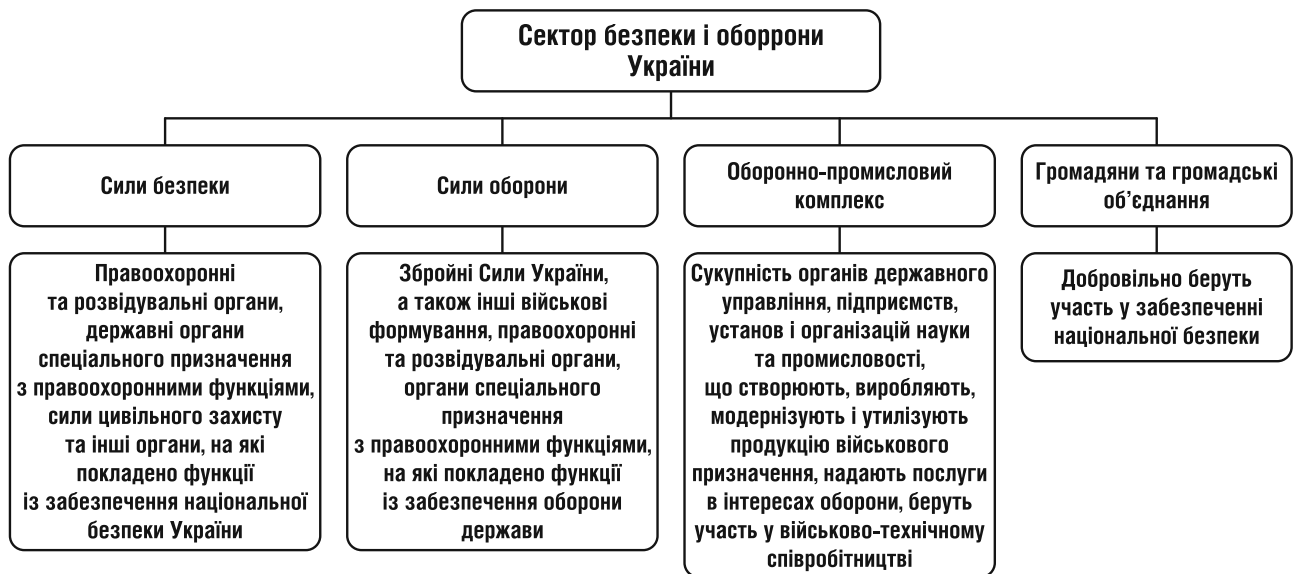 Сектор безпеки і оборрони
України
Сили безпеки
Сили оборони
Оборонно-промисловий
комплекс
Громадяни та громадські
об’єднання
Правоохоронні
та розвідувальні органи,
державні органи
спеціального призначення
з правоохоронними функціями,
сили цивільного захисту
та інші органи, на які
покладено функції
із забезпечення національної
безпеки України
Збройні Сили України,
а також інші військові
формування, правоохоронні
та розвідувальні органи,
органи спеціального
призначення
з правоохоронними функціями,
на які покладено функції
із забезпечення оборони
держави
Сукупність органів державного
управління, підприємств,
установ і організацій науки
та промисловості,
що створюють, виробляють,
модернізують і утилізують
продукцію військового
призначення, надають послуги
в інтересах оборони, беруть
участь у військово-технічному
співробітництві
Добровільно беруть
участь у забезпеченні
національної безпеки